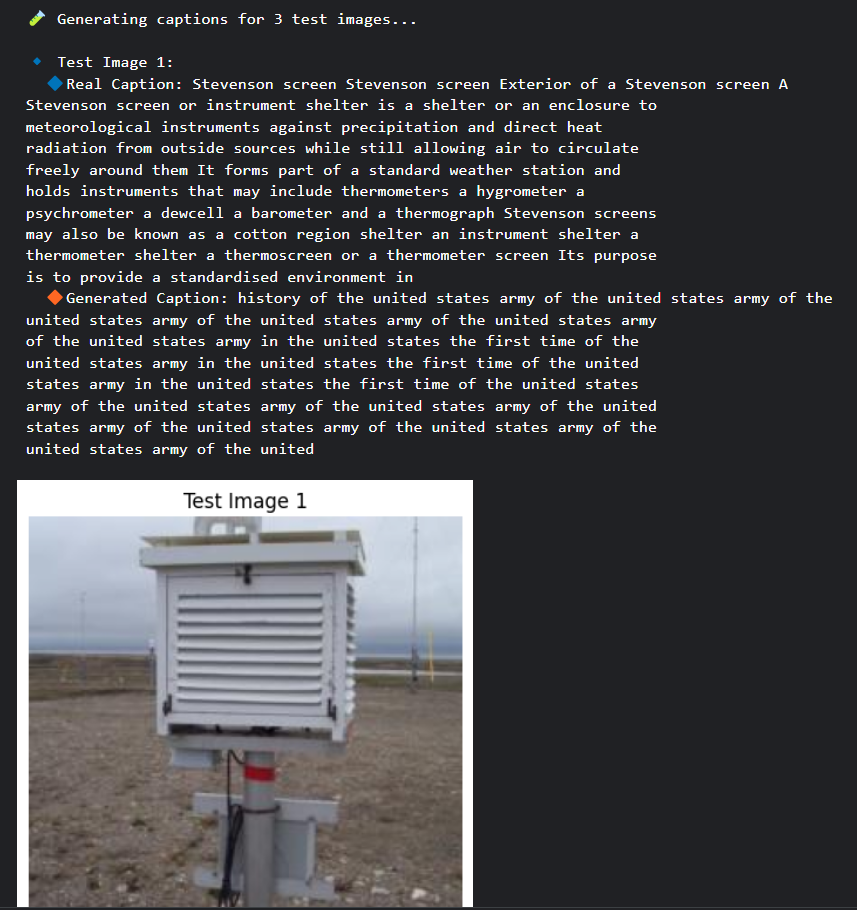 Generating captions for 3 test images...
Test Image 1:
Real Caption: Stevenson screen Stevenson screen Exterior of a Stevenson screen A
Stevenson screen or instrument shelter is a shelter or an enclosure to
meteorological instruments against precipitation and direct heat
radiation from outside sources while still allowing air to circulate
freely around them It forms part of a standard weather station and
holds instruments that may include thermometers a hygrometer a
psychrometer a dewcell a barometer and a thermograph Stevenson screens
may also be known as a cotton region shelter an instrument shelter a
thermometer shelter a thermoscreen or a thermometer screen Its purpose
is to provide a standardised environment in
Generated Caption: history of the united states army of the united states army of the
united states army of the united states army of the united states army
of the united states army in the united states the first time of the
united states army in the united states the first time of the united
states army in the united states the first time of the united states
army of the united states army of the united states army of the united
states army of the united states army of the united states army of the
united states army of the united
Test Image 1